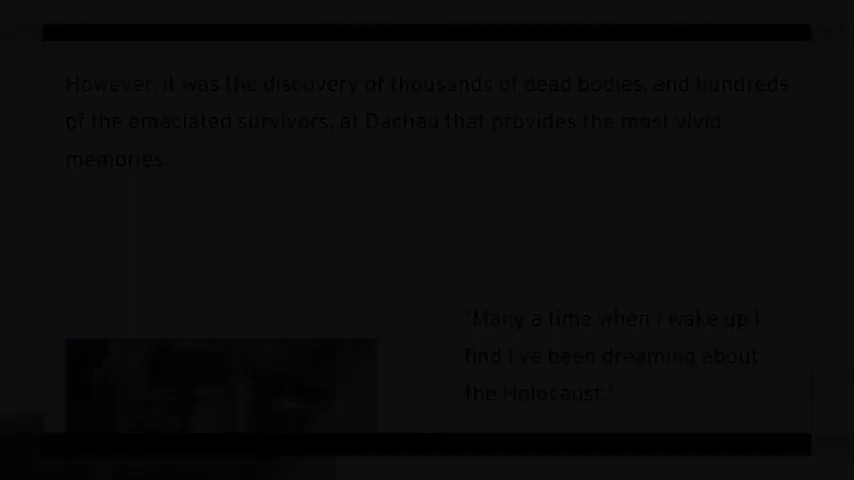 However, it was the discovery of thousands of dead bodies, and hundreds
of the emaciated survivors, at Dachau that provides the most vivid
memories.
"Many a time when I wake up I
find I've been dreaming about
the Holocaust."